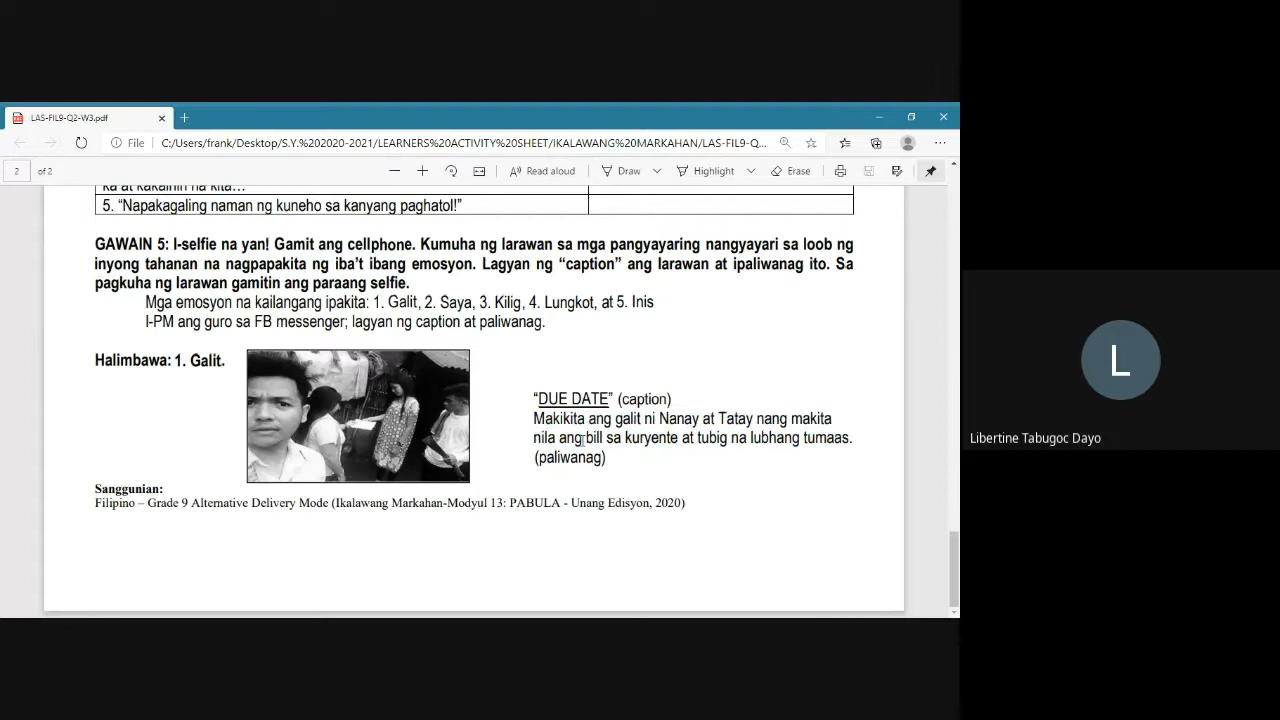 LAS-FIL9-Q2-W3.pdf
File
C:/Users/frank/Desktop/S.Y.%202020-2021/LEARNERS%20ACTIVITY%20SHEET/IKALAWANG%20MARKAHAN/LAS-FIL9-Q...
2 of 2
Read aloud
Draw
Highlight
Erase
ka at kakainin na kita…
5. “Napakagaling naman ng kuneho sa kanyang paghatol!”
GAWAIN 5: I-selfie na yan! Gamit ang cellphone. Kumuha ng larawan sa mga pangyayaring nangyayari sa loob ng
inyong tahanan na nagpapakita ng iba’t ibang emosyon. Lagyan ng “caption” ang larawan at ipaliwanag ito. Sa
pagkuha ng larawan gamitin ang paraang selfie.
Mga emosyon na kailangang ipakita: 1. Galit, 2. Saya, 3. Kilig, 4. Lungkot, at 5. Inis
I-PM ang guro sa FB messenger; lagyan ng caption at paliwanag.
Halimbawa: 1. Galit.
“DUE DATE” (caption)
Makikita ang galit ni Nanay at Tatay nang makita
nila ang bill sa kuryente at tubig na lubhang tumaas.
(paliwanag)
Sanggunian:
Filipino – Grade 9 Alternative Delivery Mode (Ikalawang Markahan-Modyul 13: PABULA - Unang Edisyon, 2020)
L
Libertine Tabugoc Dayo